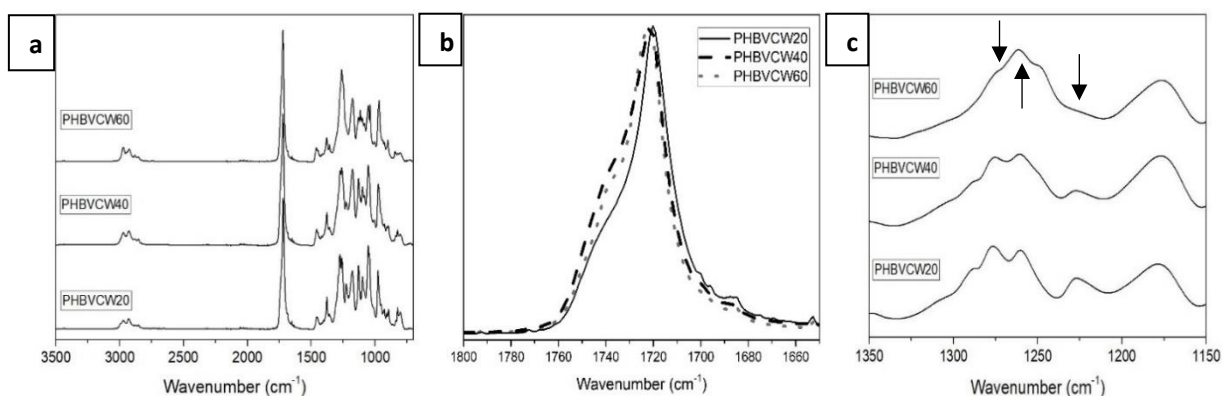 a
PHBVCW60
PHBVCW40
PHBVCW20
3500 3000 2500 2000 1500 1000
Wavenumber (cm-1)
b
PHBVCW20
PHBVCW40
PHBVCW60
1800 1780 1760 1740 1720 1700 1680 1660
Wavenumber (cm-1)
c
PHBVCW60
PHBVCW40
PHBVCW20
1350 1300 1250 1200 1150
Wavenumber (cm-1)